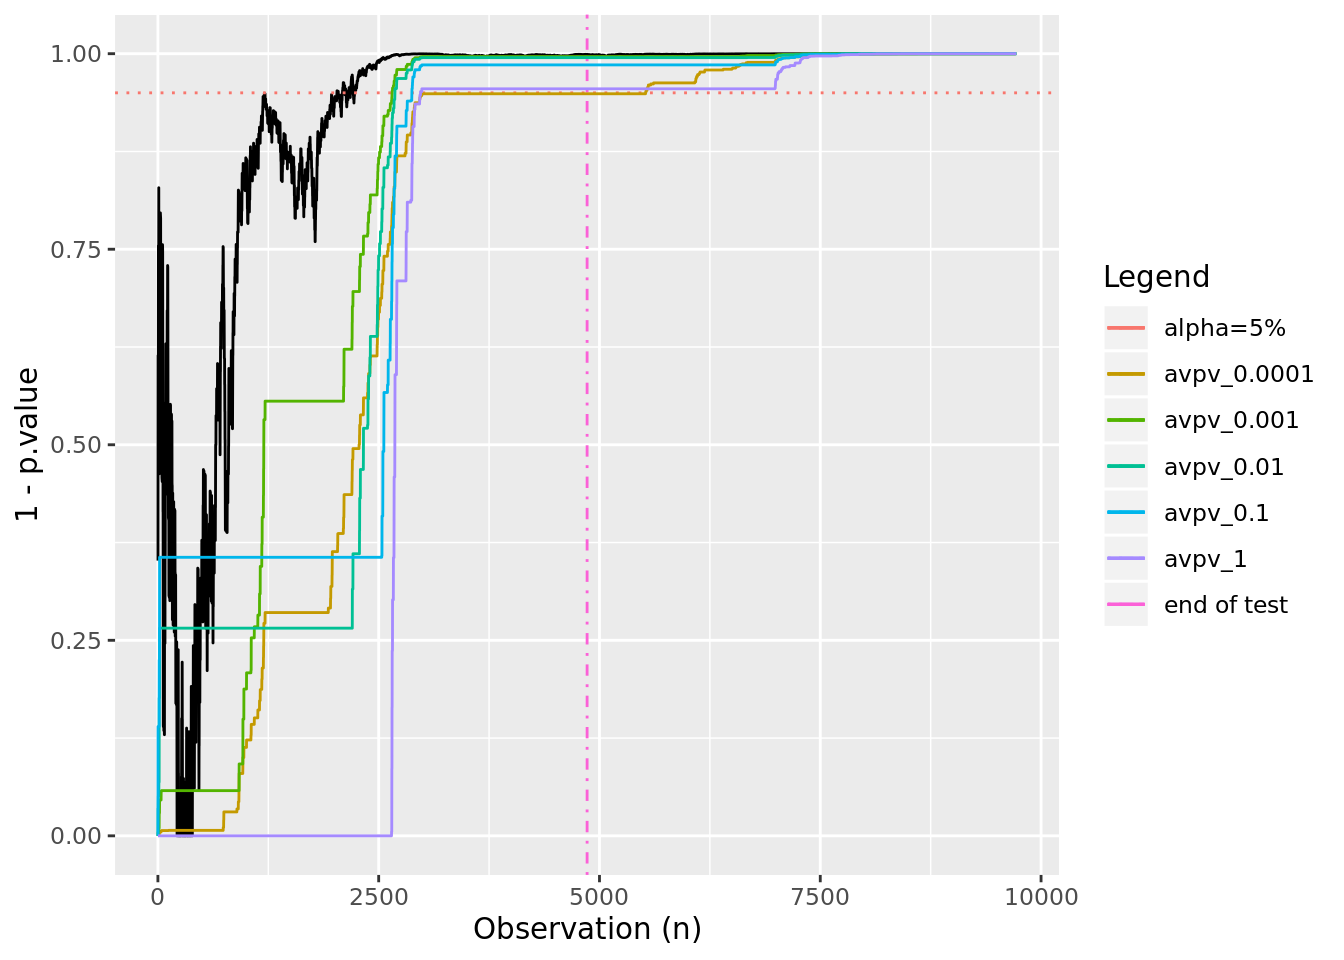 1.00
0.75
0.50
0.25
0.00
1 - p.value
0
2500
5000
7500
10000
Observation (n)
Legend
alpha=5%
avpv_0.0001
avpv_0.001
avpv_0.01
avpv_0.1
avpv_1
end of test